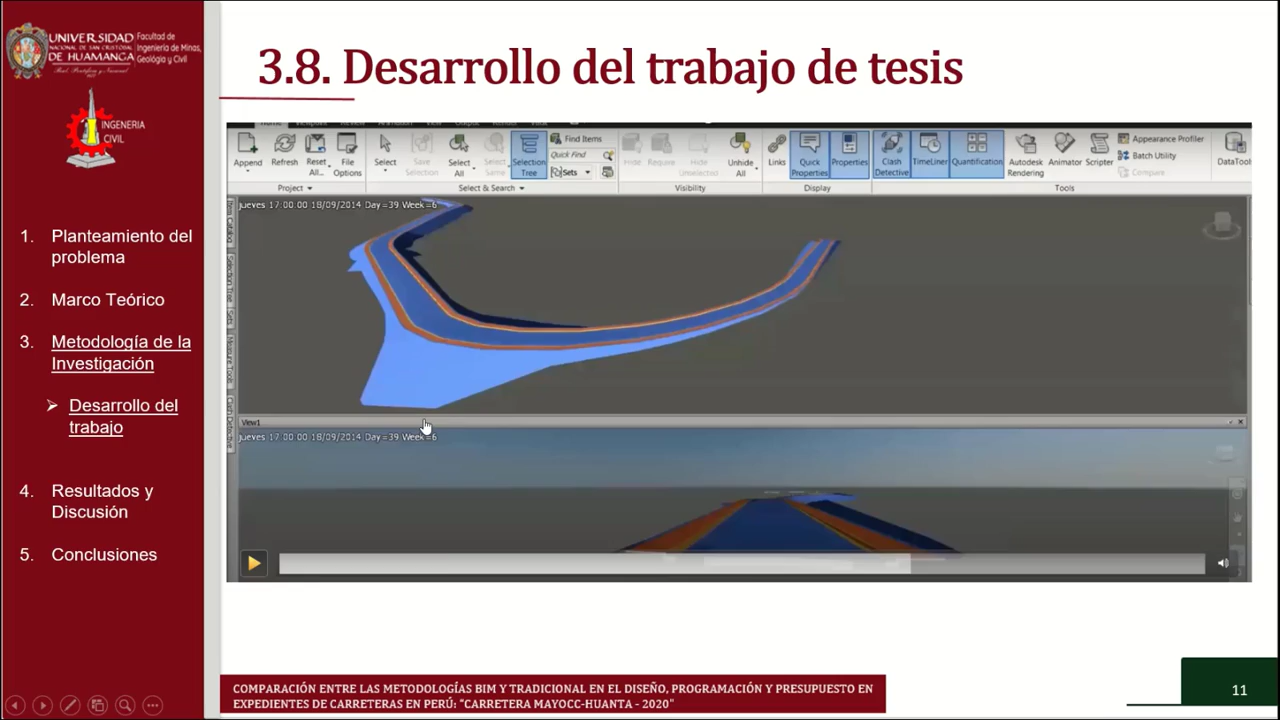 UNIVERSIDAD
NACIONAL DE SAN CRISTOBAL
DE HUAMANGA
Real, Pontificia y Nacional
Facultad de
Ingeniería de Minas,
Geológia y Civil
INGENERIA
CIVIL
3.8. Desarrollo del trabajo de tesis
1. Planteamiento del
problema
2. Marco Teórico
3. Metodología de la
Investigación
➢ Desarrollo del
trabajo
4. Resultados y
Discusión
5. Conclusiones
Append
Refresh
Reset
All...
File
Options
Project
Select
Save
Selection
Select
All
Select
Same
Selection
Tree
Find Items
Quick Find
Sets
Select & Search
Hide
Require
Hide
Unselected
Unhide
All
Visibility
Links
Quick
Properties
Properties
Display
Clash
Detective
TimeLiner
Quantification
Autodesk
Rendering
Animator
Scripter
Appearance Profiler
Batch Utility
Compare
Tools
DataTools
jueves 17:00:00 18/09/2014 Day=39 Week=6
View1
jueves 17:00:00 18/09/2014 Day=39 Week=6
COMPARACIÓN ENTRE LAS METODOLOGÍAS BIM Y TRADICIONAL EN EL DISEÑO, PROGRAMACIÓN Y PRESUPUESTO EN
EXPEDIENTES DE CARRETERAS EN PERÚ: "CARRETERA MAYOCC-HUANTA - 2020"
11